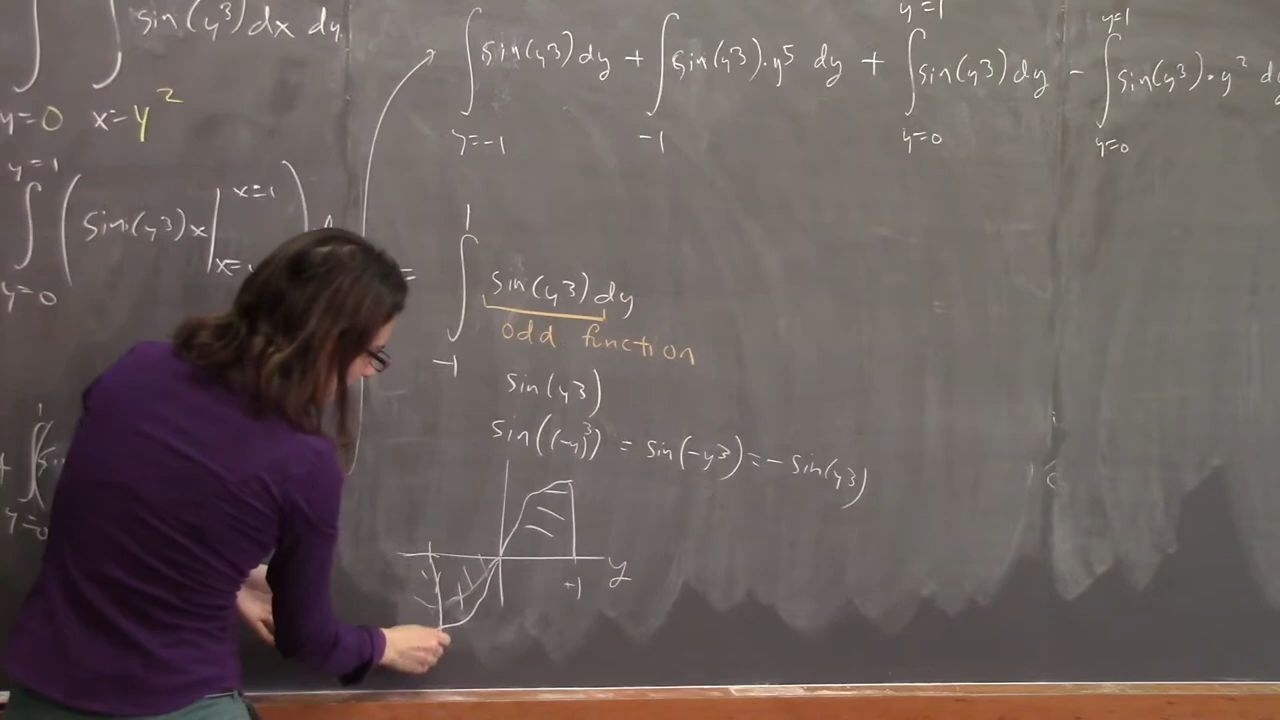 ∫ ∫ sin(y³) dx dy
y=0 x=y²
y=1
∫ ( sin(y³) x | x=1 )
y=0
y=1 y=1
∫ sin(y³) dy + ∫ sin(y³)·y⁵ dy + ∫ sin(y³) dy − ∫ sin(y³)·y²
y=-1 -1 y=0 y=0
1
= ∫ sin(y³) dy
-1
odd function
sin(y³)
sin((-y)³) = sin(-y³) = - sin(y³)
y
+1
1
+ ∫
y=0